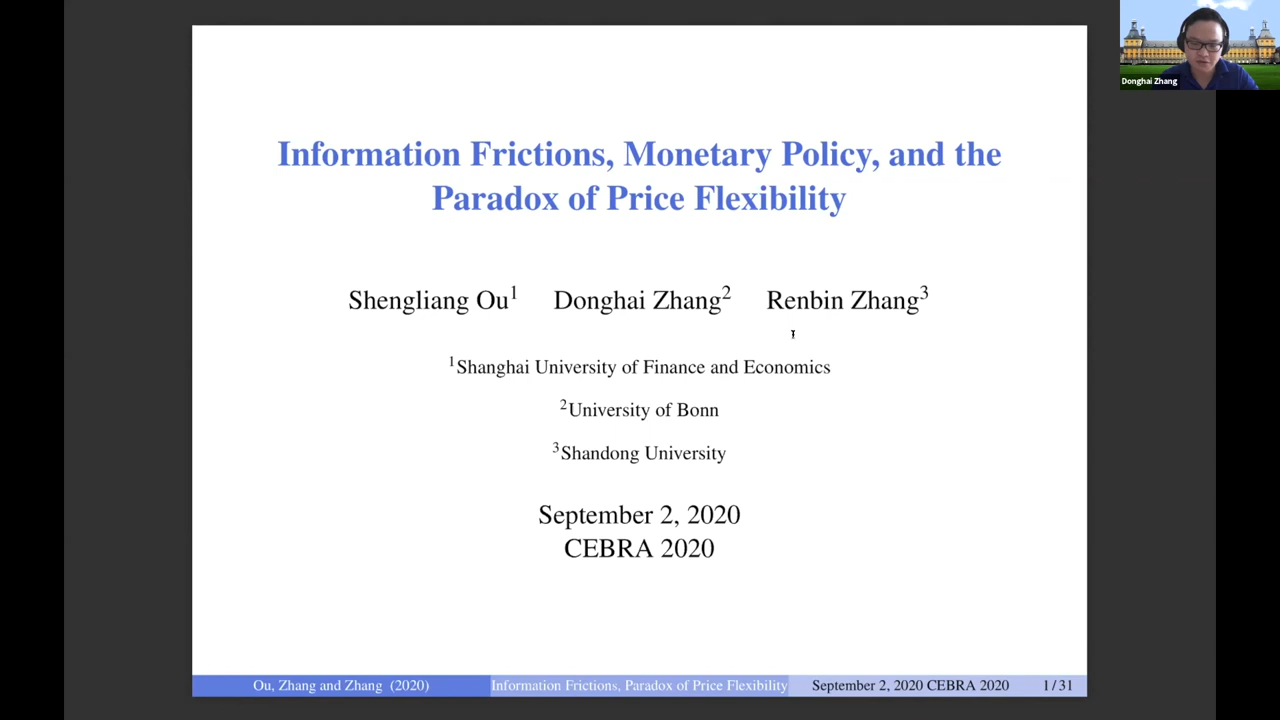 Donghai Zhang
Information Frictions, Monetary Policy, and the
Paradox of Price Flexibility
Shengliang Ou1 Donghai Zhang2 Renbin Zhang3
1Shanghai University of Finance and Economics
2University of Bonn
3Shandong University
September 2, 2020
CEBRA 2020
Ou, Zhang and Zhang (2020) Information Frictions, Paradox of Price Flexibility September 2, 2020 CEBRA 2020 1 / 31